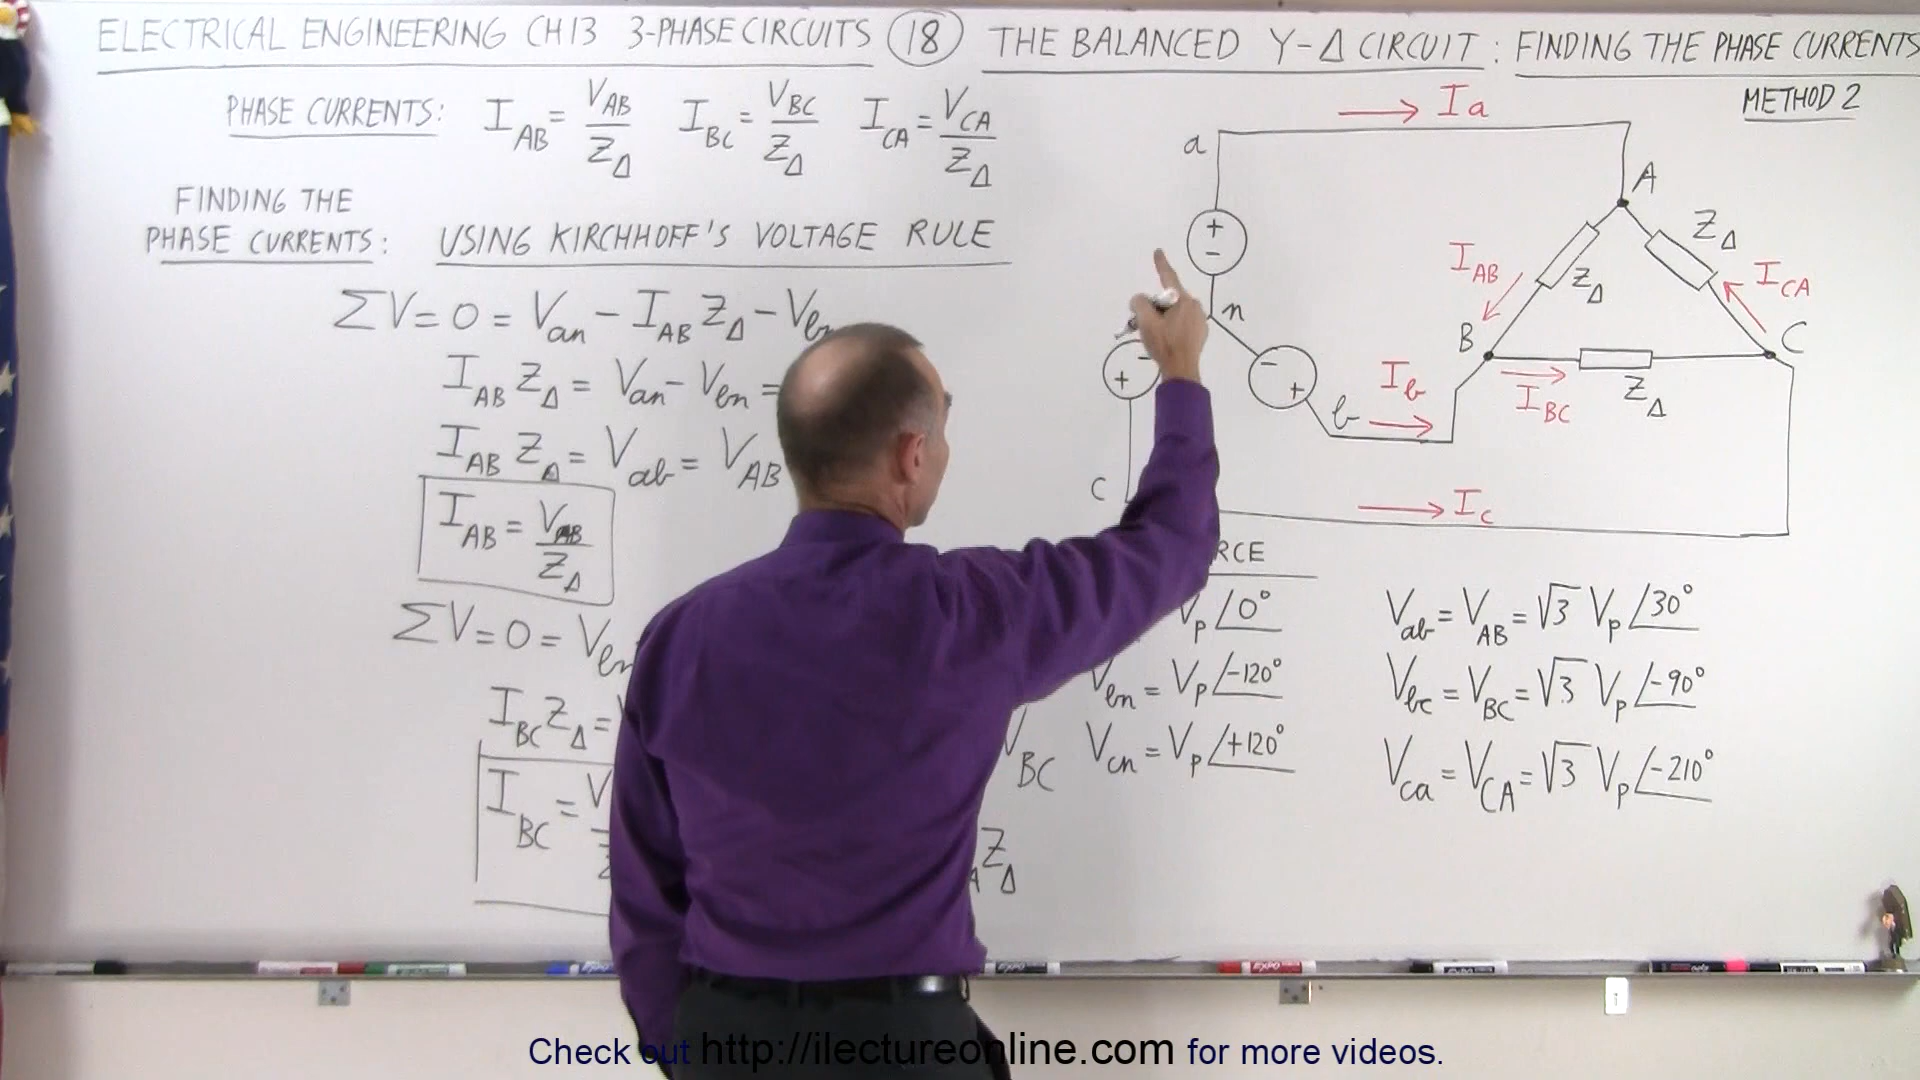 ELECTRICAL ENGINEERING CH13 3-PHASE CIRCUITS 18 THE BALANCED Y-Δ CIRCUIT: FINDING THE PHASE CURRENTS
METHOD 2
PHASE CURRENTS: I_AB = V_AB/Z_Δ I_BC = V_BC/Z_Δ I_CA = V_CA/Z_Δ
FINDING THE
PHASE CURRENTS: USING KIRCHHOFF'S VOLTAGE RULE
ΣV = 0 = V_an - I_AB Z_Δ - V_bn
I_AB Z_Δ = V_an - V_bn =
I_AB Z_Δ = V_ab = V_AB
I_AB = V_AB/Z_Δ
ΣV = 0 = V_bn
I_BC Z_Δ =
V_BC
I_BC = V
Z_Δ
I_a
a
A
+
-
n
I_AB
Z_Δ
Z_Δ
I_CA
B
C
-
+
-
+
b
I_b
I_BC
Z_Δ
c
I_c
V_p ∠0°
V_bn = V_p ∠-120°
V_cn = V_p ∠+120°
V_ab = V_AB = √3 V_p ∠30°
V_bc = V_BC = √3 V_p ∠-90°
V_ca = V_CA = √3 V_p ∠-210°
Check out http://ilectureonline.com for more videos.